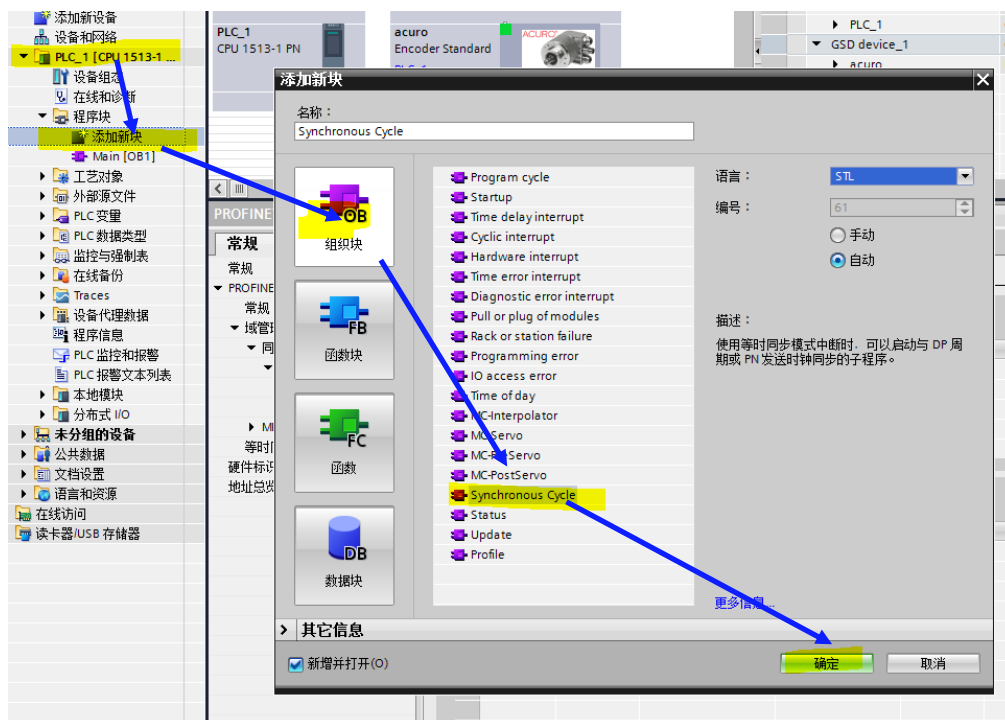 添加新设备
设备和网络
PLC_1 [CPU 1513-1 ...
设备组态
在线和诊断
程序块
添加新块
Main [OB1]
工艺对象
外部源文件
PLC 变量
PLC 数据类型
监控与强制表
在线备份
Traces
设备代理数据
程序信息
PLC 监控和报警
PLC 报警文本列表
本地模块
分布式 I/O
未分组的设备
公共数据
文档设置
语言和资源
在线访问
读卡器/USB 存储器
PLC_1
CPU 1513-1 PN
acuro
Encoder Standard
ACURO
PLC_1
GSD device_1
acuro
PROFINE
常规
常规
PROFINE
常规
域管
同
等时
硬件标识
地址总览
添加新块
名称：
Synchronous Cycle
OB
组织块
FB
函数块
FC
函数
DB
数据块
Program cycle
Startup
Time delay interrupt
Cyclic interrupt
Hardware interrupt
Time error interrupt
Diagnostic error interrupt
Pull or plug of modules
Rack or station failure
Programming error
IO access error
Time of day
MC-Interpolator
MC-Servo
MC-PreServo
MC-PostServo
Synchronous Cycle
Status
Update
Profile
语言：
STL
编号：
61
手动
自动
描述：
使用等时同步模式中断时，可以启动与 DP 周
期或 PN 发送时钟同步的子程序。
更多信息...
其它信息
新增并打开(O)
确定
取消